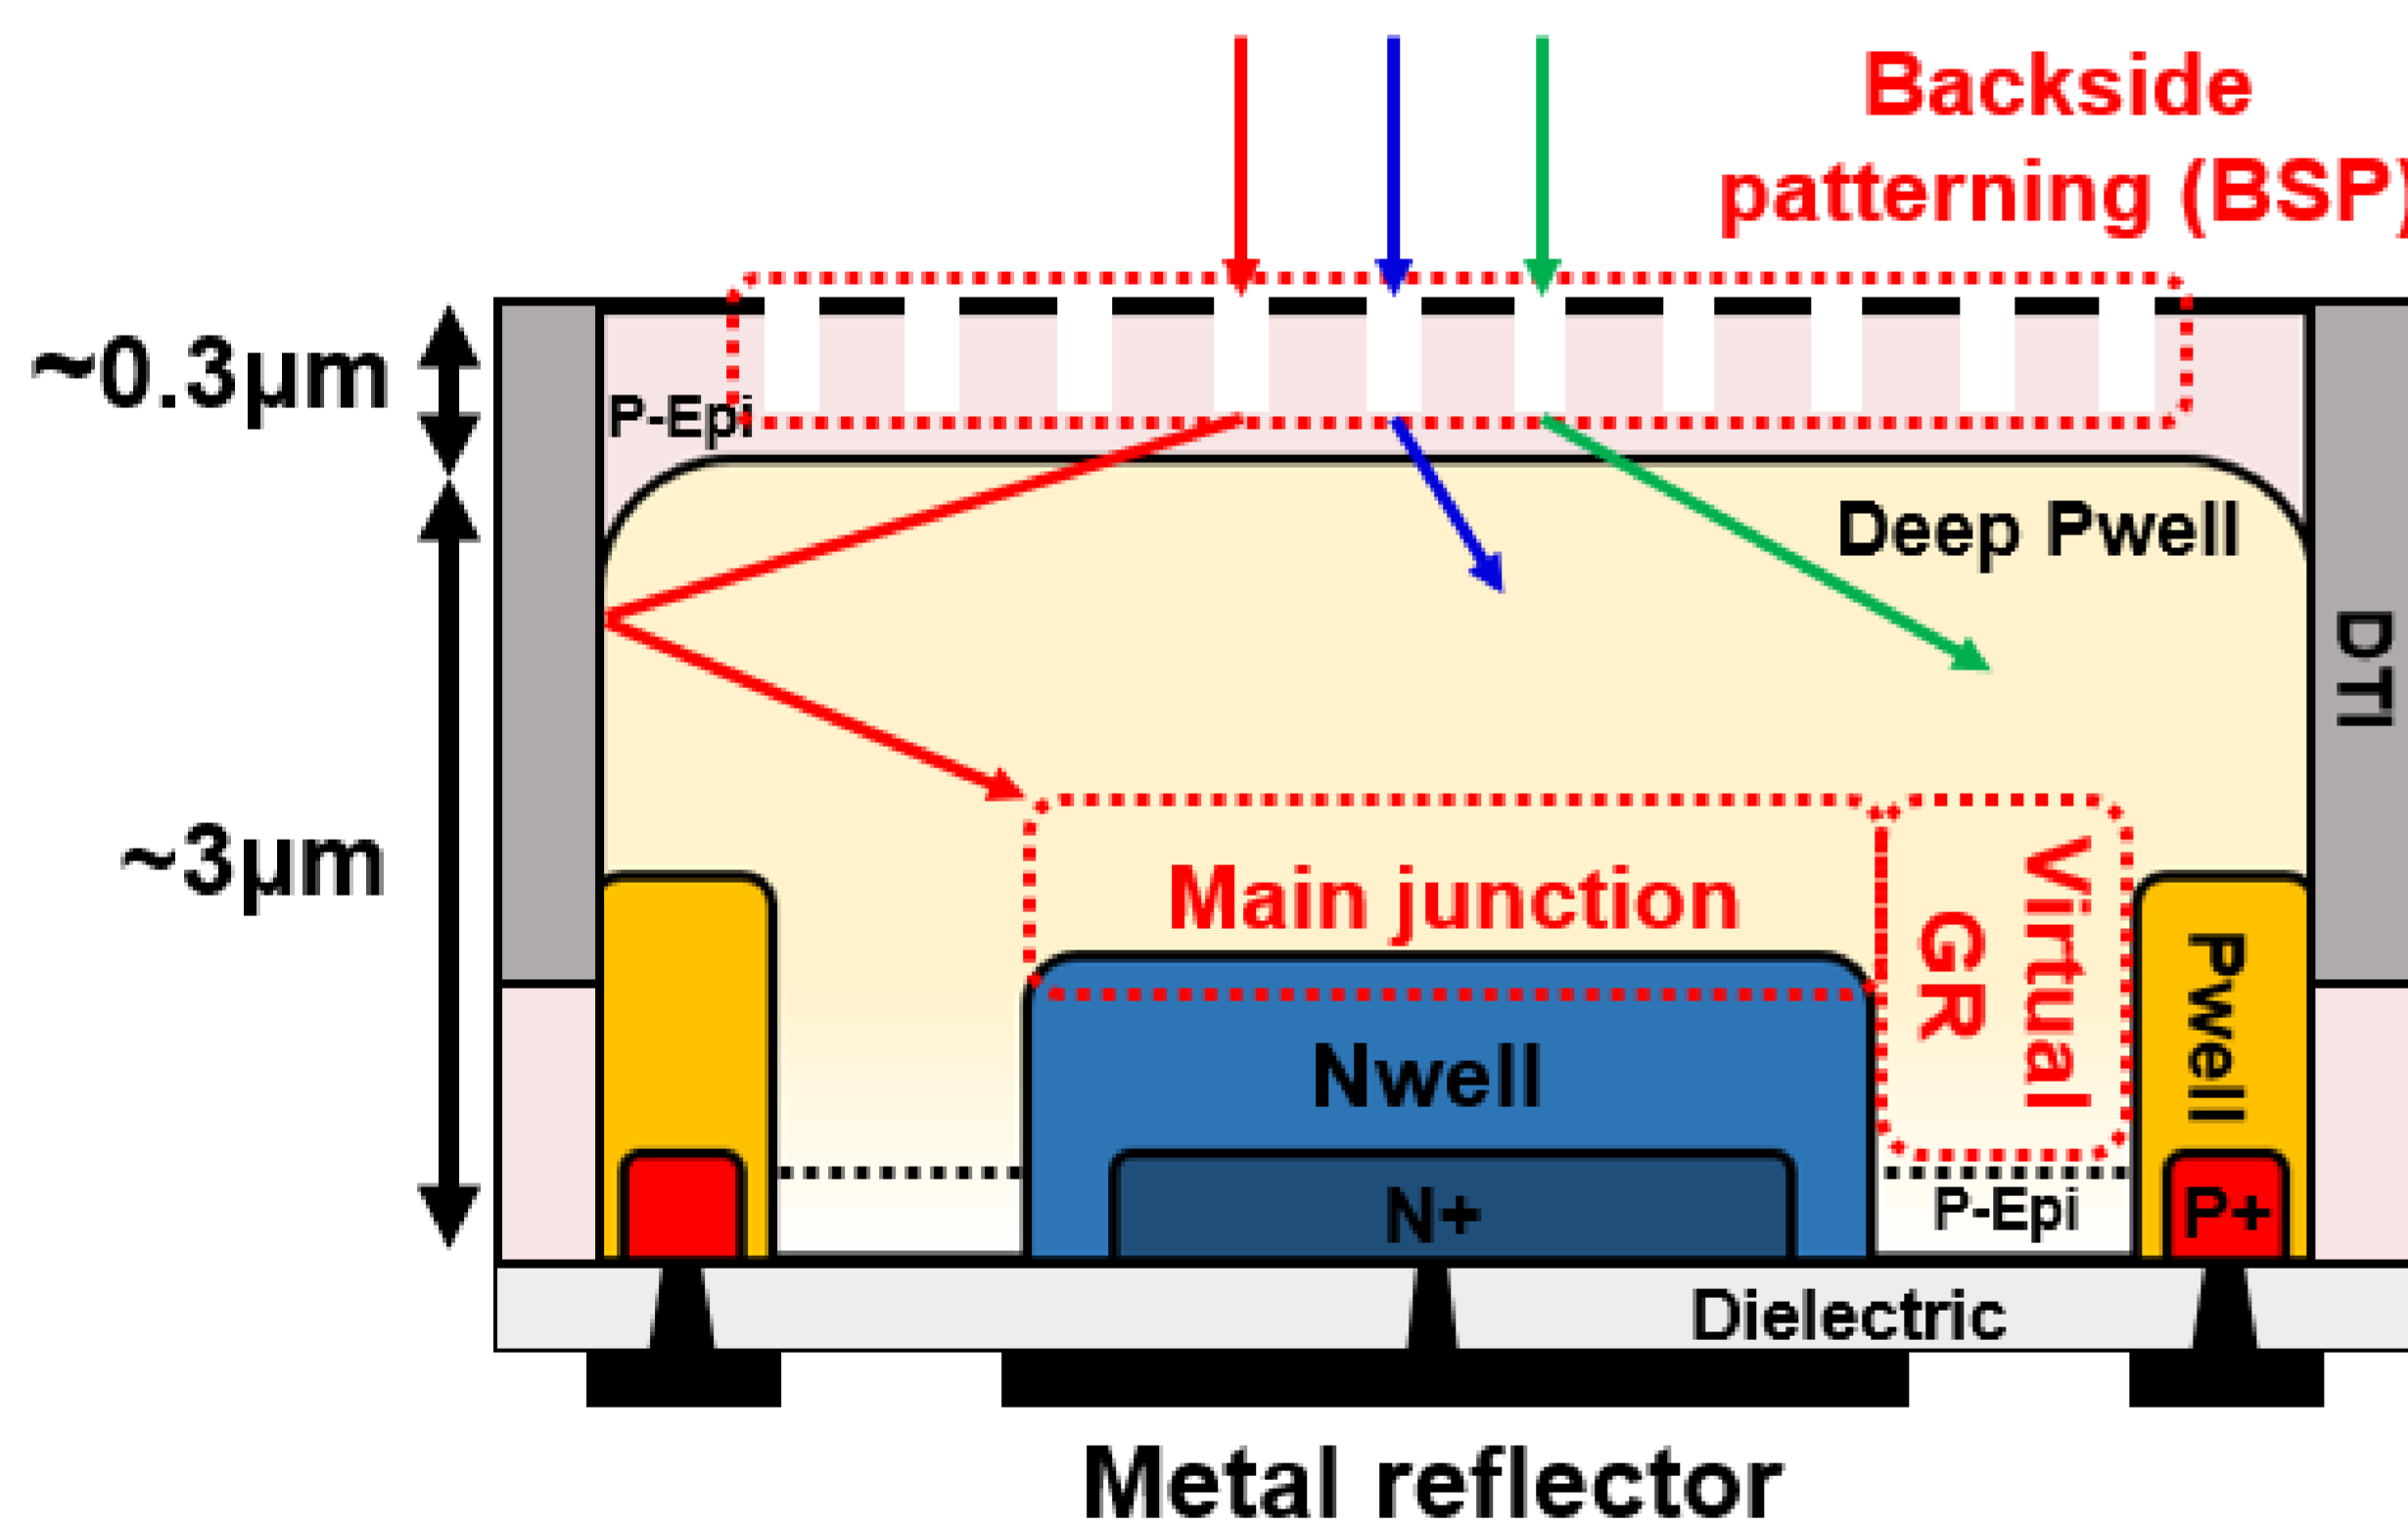 Backside
patterning (BSP)
~0.3μm
P-Epi
Deep Pwell
DTI
~3μm
Main junction
Virtual
GR
Pwell
Nwell
N+
P-Epi
P+
Dielectric
Metal reflector